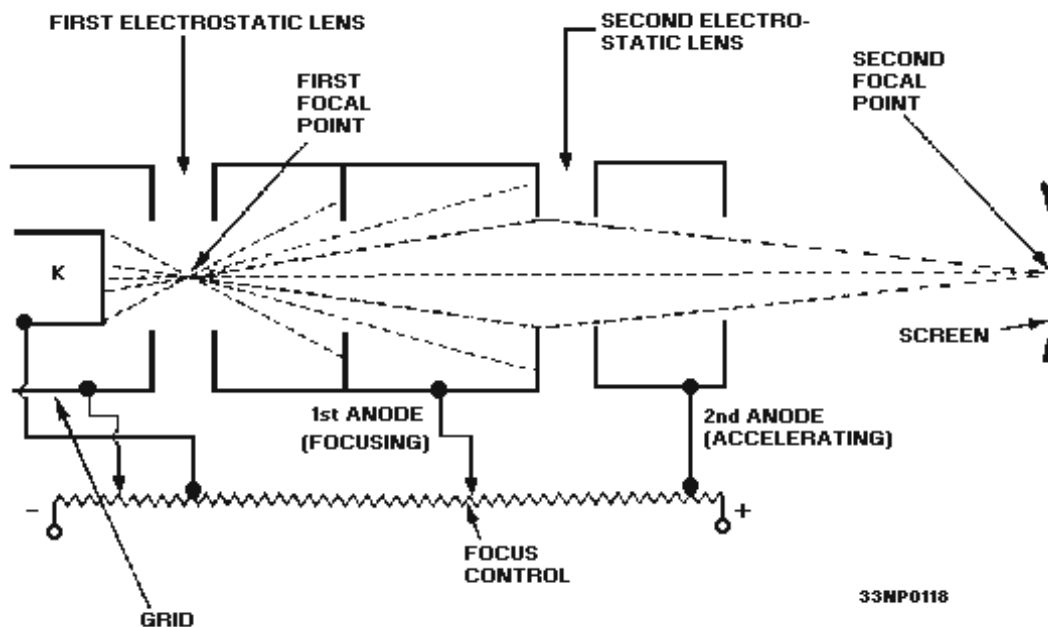 FIRST ELECTROSTATIC LENS
SECOND ELECTRO-
STATIC LENS
FIRST
FOCAL
POINT
SECOND
FOCAL
POINT
K
SCREEN
1st ANODE
(FOCUSING)
2nd ANODE
(ACCELERATING)
-
+
FOCUS
CONTROL
GRID
33NP0118